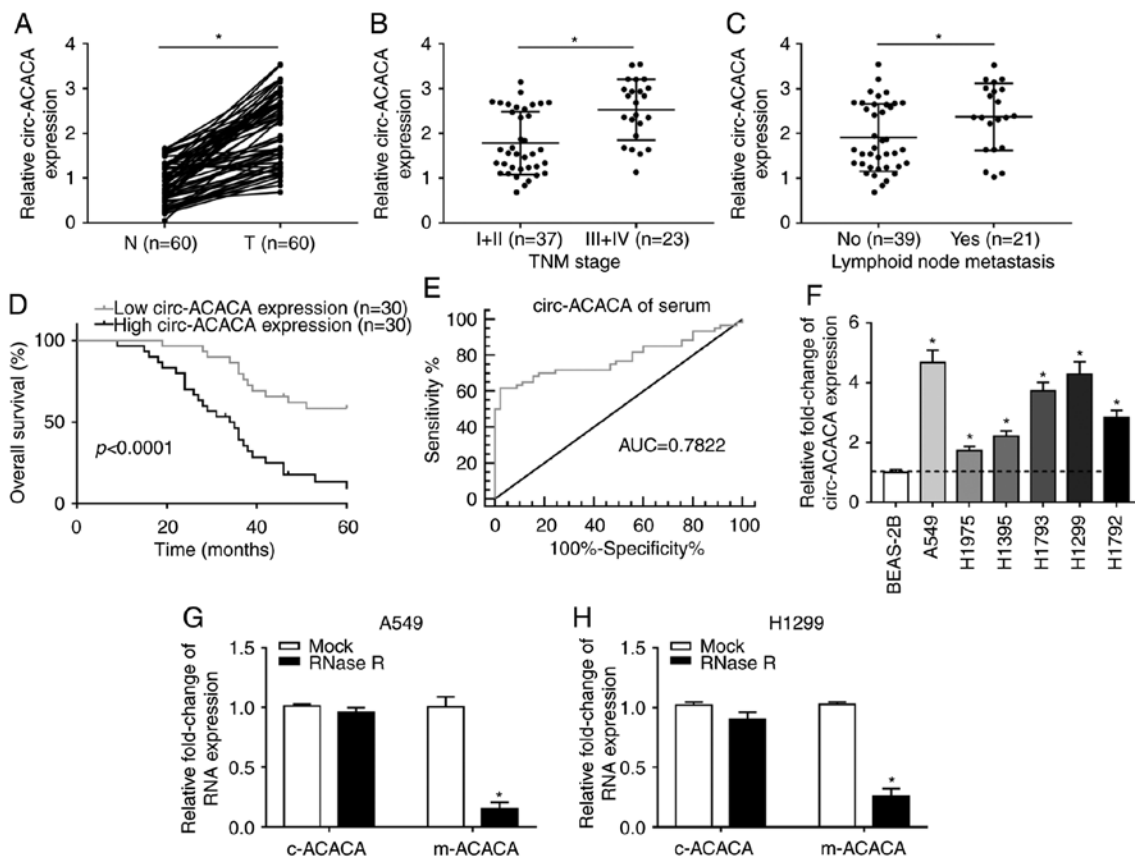 A
Relative circ-ACACA
expression
4
3
2
1
0
*
N (n=60)
T (n=60)
B
Relative circ-ACACA
expression
4
3
2
1
0
*
I+II (n=37)
III+IV (n=23)
TNM stage
C
Relative circ-ACACA
expression
4
3
2
1
0
*
No (n=39)
Yes (n=21)
Lymphoid node metastasis
D
Low circ-ACACA expression (n=30)
High circ-ACACA expression (n=30)
Overall survival (%)
100
50
0
p<0.0001
0
20
40
60
Time (months)
E
circ-ACACA of serum
Sensitivity %
100
80
60
40
20
0
AUC=0.7822
0
20
40
60
80
100
100%-Specificity%
F
Relative fold-change of
circ-ACACA expression
6
4
2
0
*
*
*
*
*
*
BEAS-2B
A549
H1975
H1395
H1793
H1299
H1792
G
A549
Relative fold-change of
RNA expression
1.5
1.0
0.5
0.0
Mock
RNase R
*
c-ACACA
m-ACACA
H
H1299
Relative fold-change of
RNA expression
1.5
1.0
0.5
0.0
Mock
RNase R
*
c-ACACA
m-ACACA